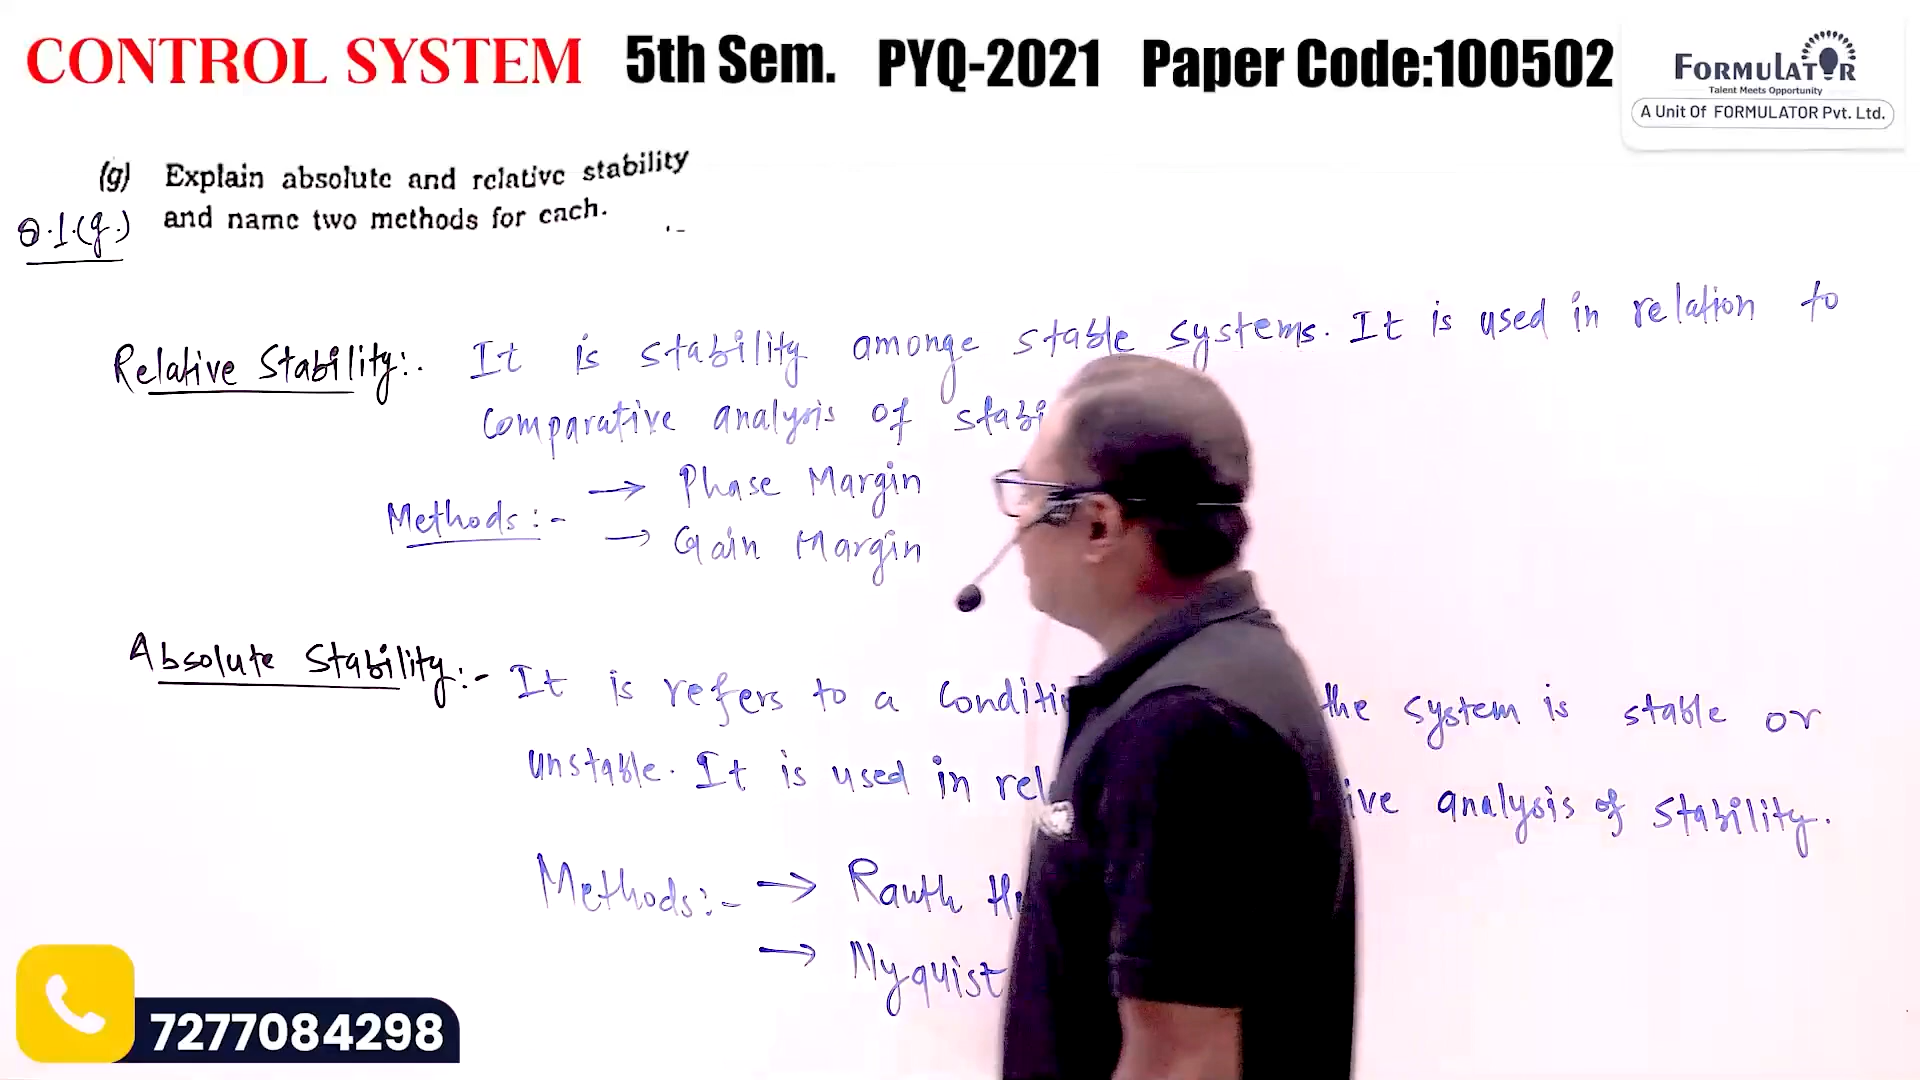 CONTROL SYSTEM 5th Sem. PYQ-2021 Paper Code:100502
FORMULATOR
Talent Meets Opportunity
A Unit Of FORMULATOR Pvt. Ltd.
(g) Explain absolute and relative stability
and name two methods for each.
Q.1.(g.)
Relative Stability:. It is stability amonge stable systems. It is used in relation to
Comparative analysis of
Methods:- → Phase Margin
→ Gain Margin
Absolute Stability:- It is refers to a the system is stable or
unstable. It is used in analysis of stability.
Methods:- → Rauth
→ Nyquist
7277084298